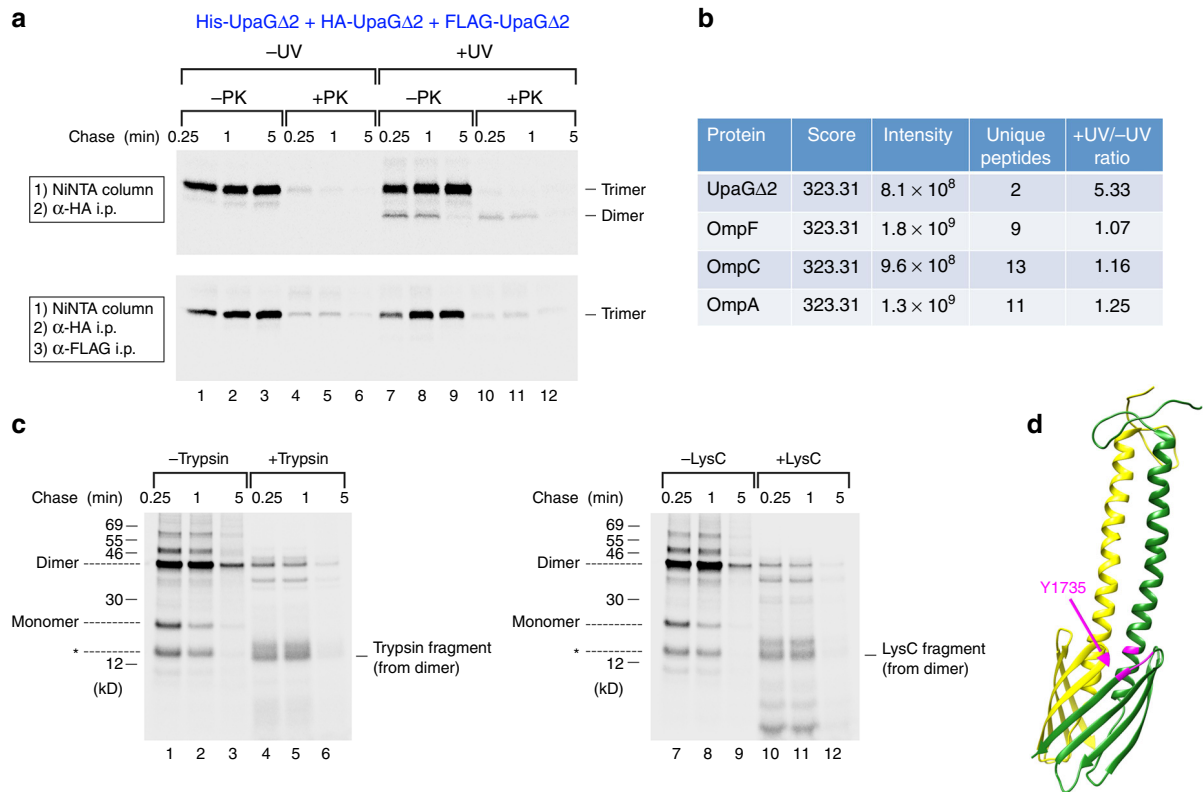 a
His-UpaGΔ2 + HA-UpaGΔ2 + FLAG-UpaGΔ2
–UV +UV
–PK +PK –PK +PK
Chase (min) 0.25 1 5 0.25 1 5 0.25 1 5 0.25 1 5
1) NiNTA column
2) α-HA i.p.
Trimer
Dimer
1) NiNTA column
2) α-HA i.p.
3) α-FLAG i.p.
Trimer
1 2 3 4 5 6 7 8 9 10 11 12
b
Protein Score Intensity Unique peptides +UV/–UV ratio
UpaGΔ2 323.31 8.1 × 10⁸ 2 5.33
OmpF 323.31 1.8 × 10⁹ 9 1.07
OmpC 323.31 9.6 × 10⁸ 13 1.16
OmpA 323.31 1.3 × 10⁹ 11 1.25
c
–Trypsin +Trypsin
Chase (min) 0.25 1 5 0.25 1 5
69
55
46
Dimer
30
Monomer
*
12
(kD)
Trypsin fragment
(from dimer)
1 2 3 4 5 6
–LysC +LysC
Chase (min) 0.25 1 5 0.25 1 5
69
55
46
Dimer
30
Monomer
*
12
(kD)
LysC fragment
(from dimer)
7 8 9 10 11 12
d
Y1735